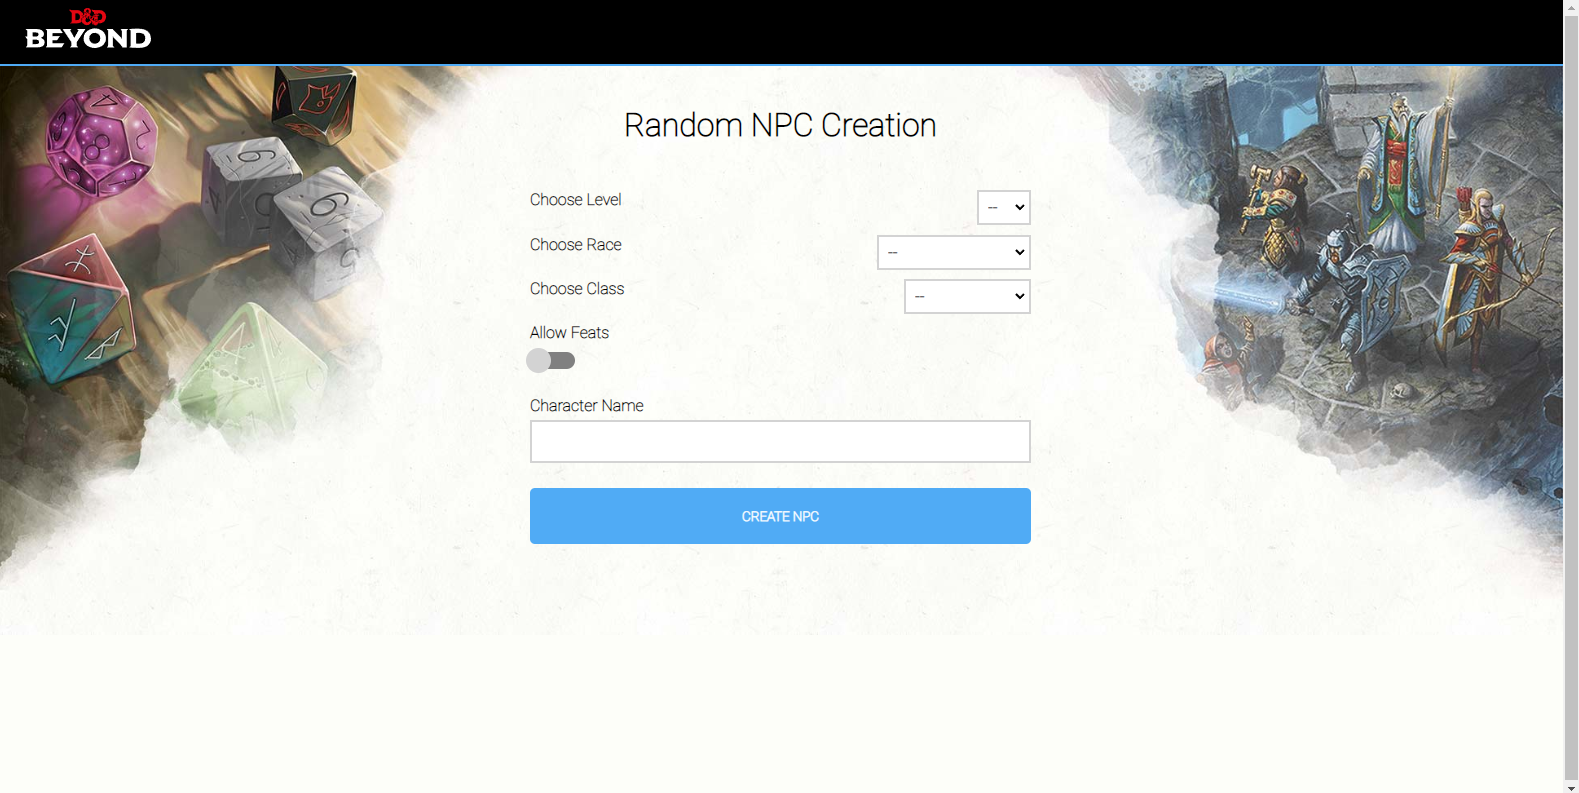 D&D
BEYOND
Random NPC Creation
Choose Level
--
Choose Race
--
Choose Class
--
Allow Feats
Character Name
CREATE NPC